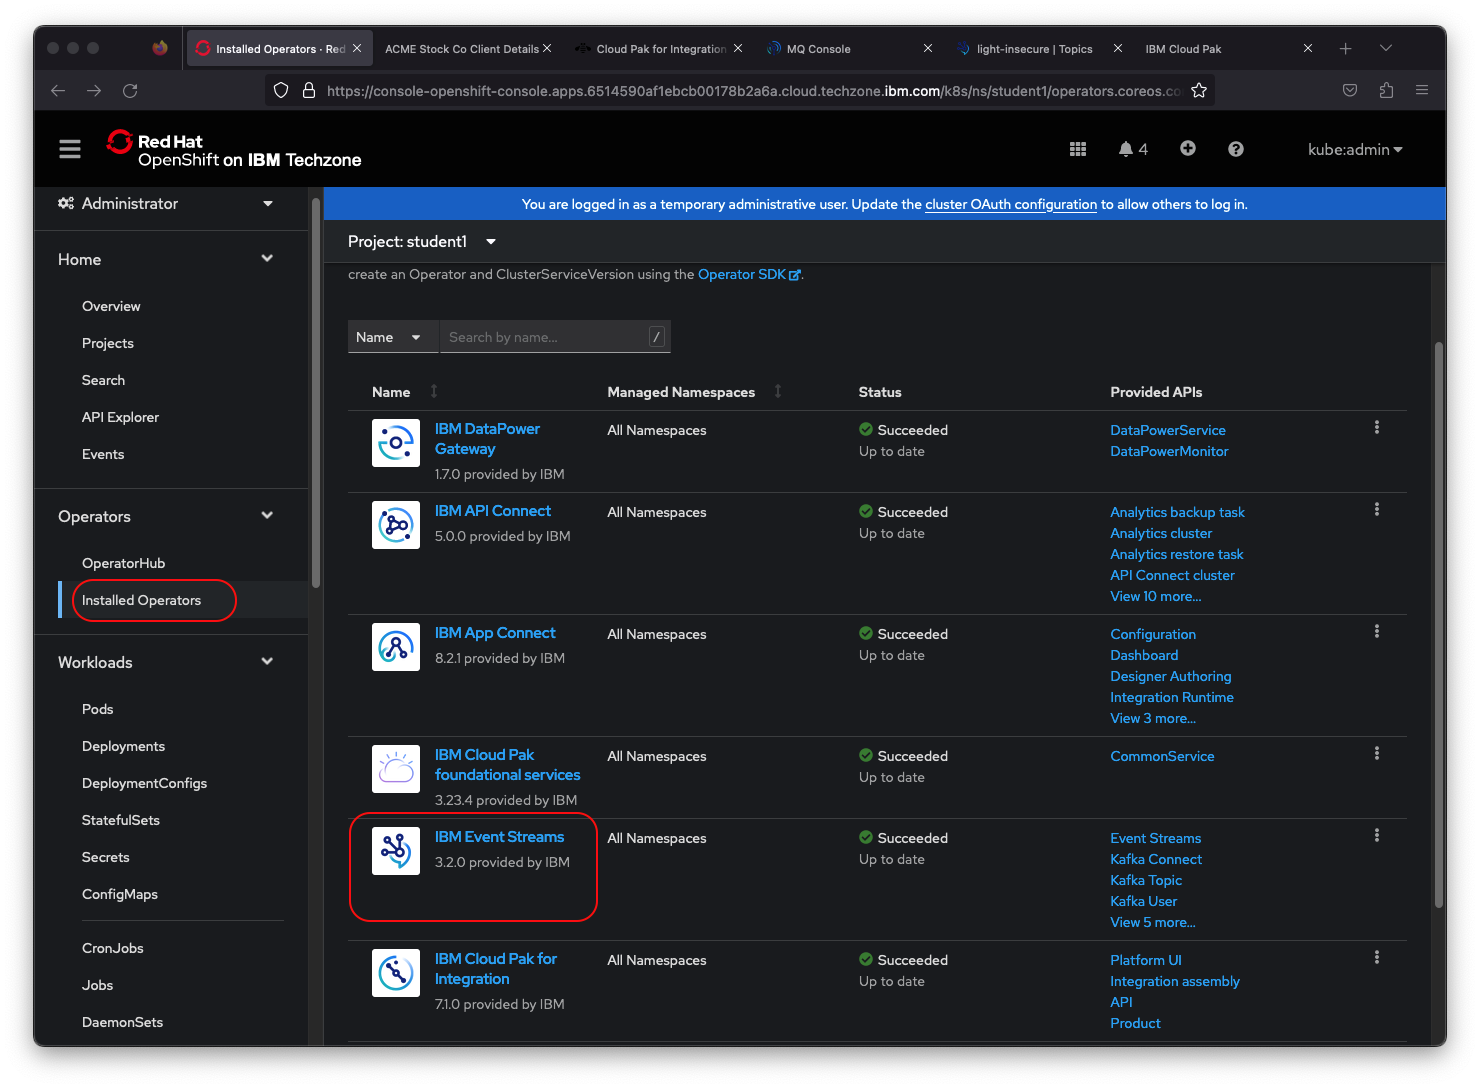 Installed Operators · Red
ACME Stock Co Client Details
Cloud Pak for Integration
MQ Console
light-insecure | Topics
IBM Cloud Pak
https://console-openshift-console.apps.6514590af1ebcb00178b2a6a.cloud.techzone.ibm.com/k8s/ns/student1/operators.coreos.co
Red Hat
OpenShift on IBM Techzone
4
kube:admin
Administrator
You are logged in as a temporary administrative user. Update the cluster OAuth configuration to allow others to log in.
Project: student1
create an Operator and ClusterServiceVersion using the Operator SDK.
Home
Overview
Projects
Search
API Explorer
Events
Operators
OperatorHub
Installed Operators
Workloads
Pods
Deployments
DeploymentConfigs
StatefulSets
Secrets
ConfigMaps
CronJobs
Jobs
DaemonSets
Name
Search by name...
/
Name
Managed Namespaces
Status
Provided APIs
IBM DataPower
Gateway
1.7.0 provided by IBM
All Namespaces
Succeeded
Up to date
DataPowerService
DataPowerMonitor
IBM API Connect
5.0.0 provided by IBM
All Namespaces
Succeeded
Up to date
Analytics backup task
Analytics cluster
Analytics restore task
API Connect cluster
View 10 more...
IBM App Connect
8.2.1 provided by IBM
All Namespaces
Succeeded
Up to date
Configuration
Dashboard
Designer Authoring
Integration Runtime
View 3 more...
IBM Cloud Pak
foundational services
3.23.4 provided by IBM
All Namespaces
Succeeded
Up to date
CommonService
IBM Event Streams
3.2.0 provided by IBM
All Namespaces
Succeeded
Up to date
Event Streams
Kafka Connect
Kafka Topic
Kafka User
View 5 more...
IBM Cloud Pak for
Integration
7.1.0 provided by IBM
All Namespaces
Succeeded
Up to date
Platform UI
Integration assembly
API
Product